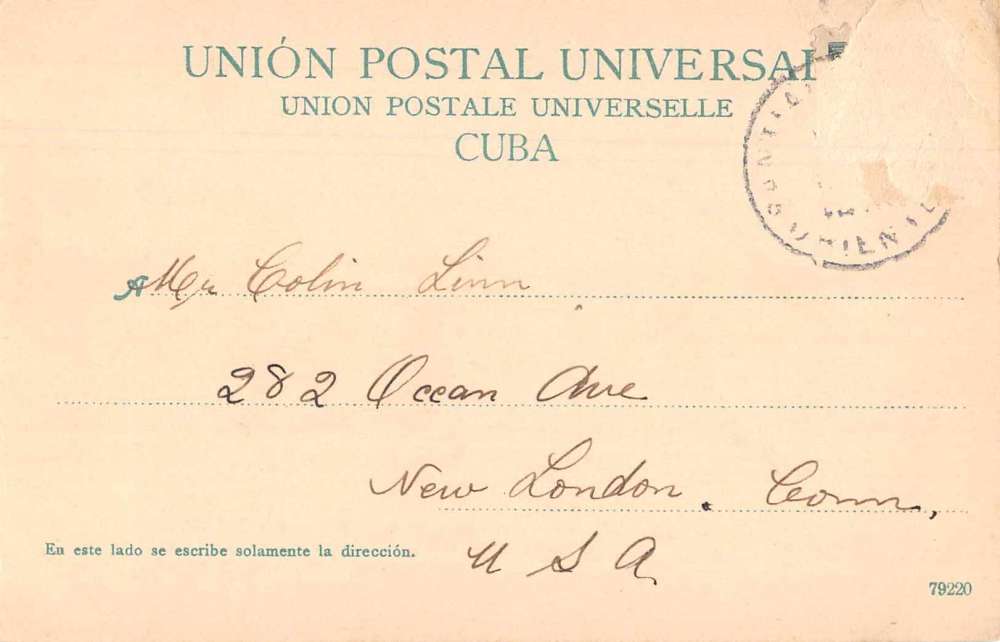 UNIÓN POSTAL UNIVERSAL
UNION POSTALE UNIVERSELLE
CUBA
A Mr Colin Linn
282 Ocean Ave
New London. Conn,
En este lado se escribe solamente la dirección.
U S A.
79220